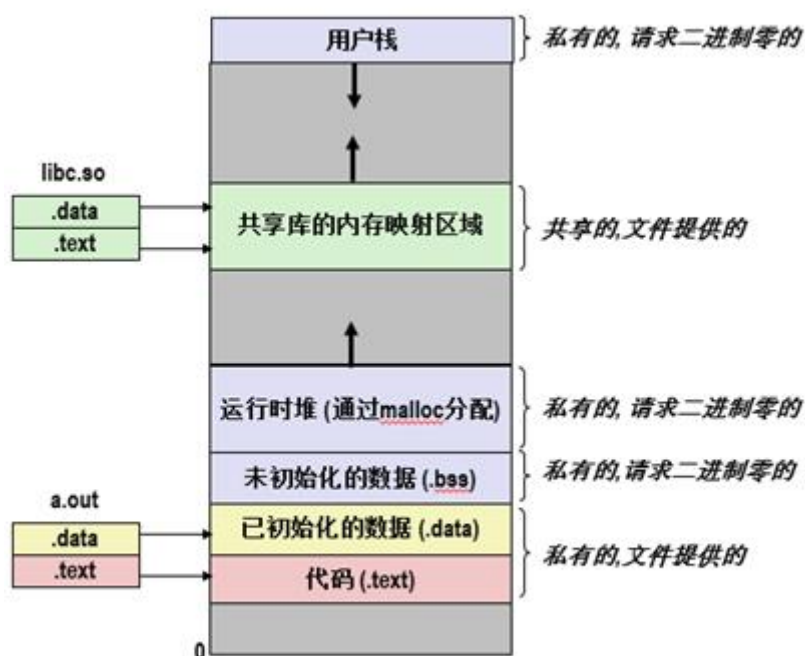 用户栈
私有的, 请求二进制零的
libc.so
.data
.text
共享库的内存映射区域
共享的,文件提供的
运行时堆 (通过malloc分配)
私有的, 请求二进制零的
未初始化的数据 (.bss)
私有的,请求二进制零的
a.out
.data
.text
已初始化的数据 (.data)
代码 (.text)
私有的,文件提供的
0